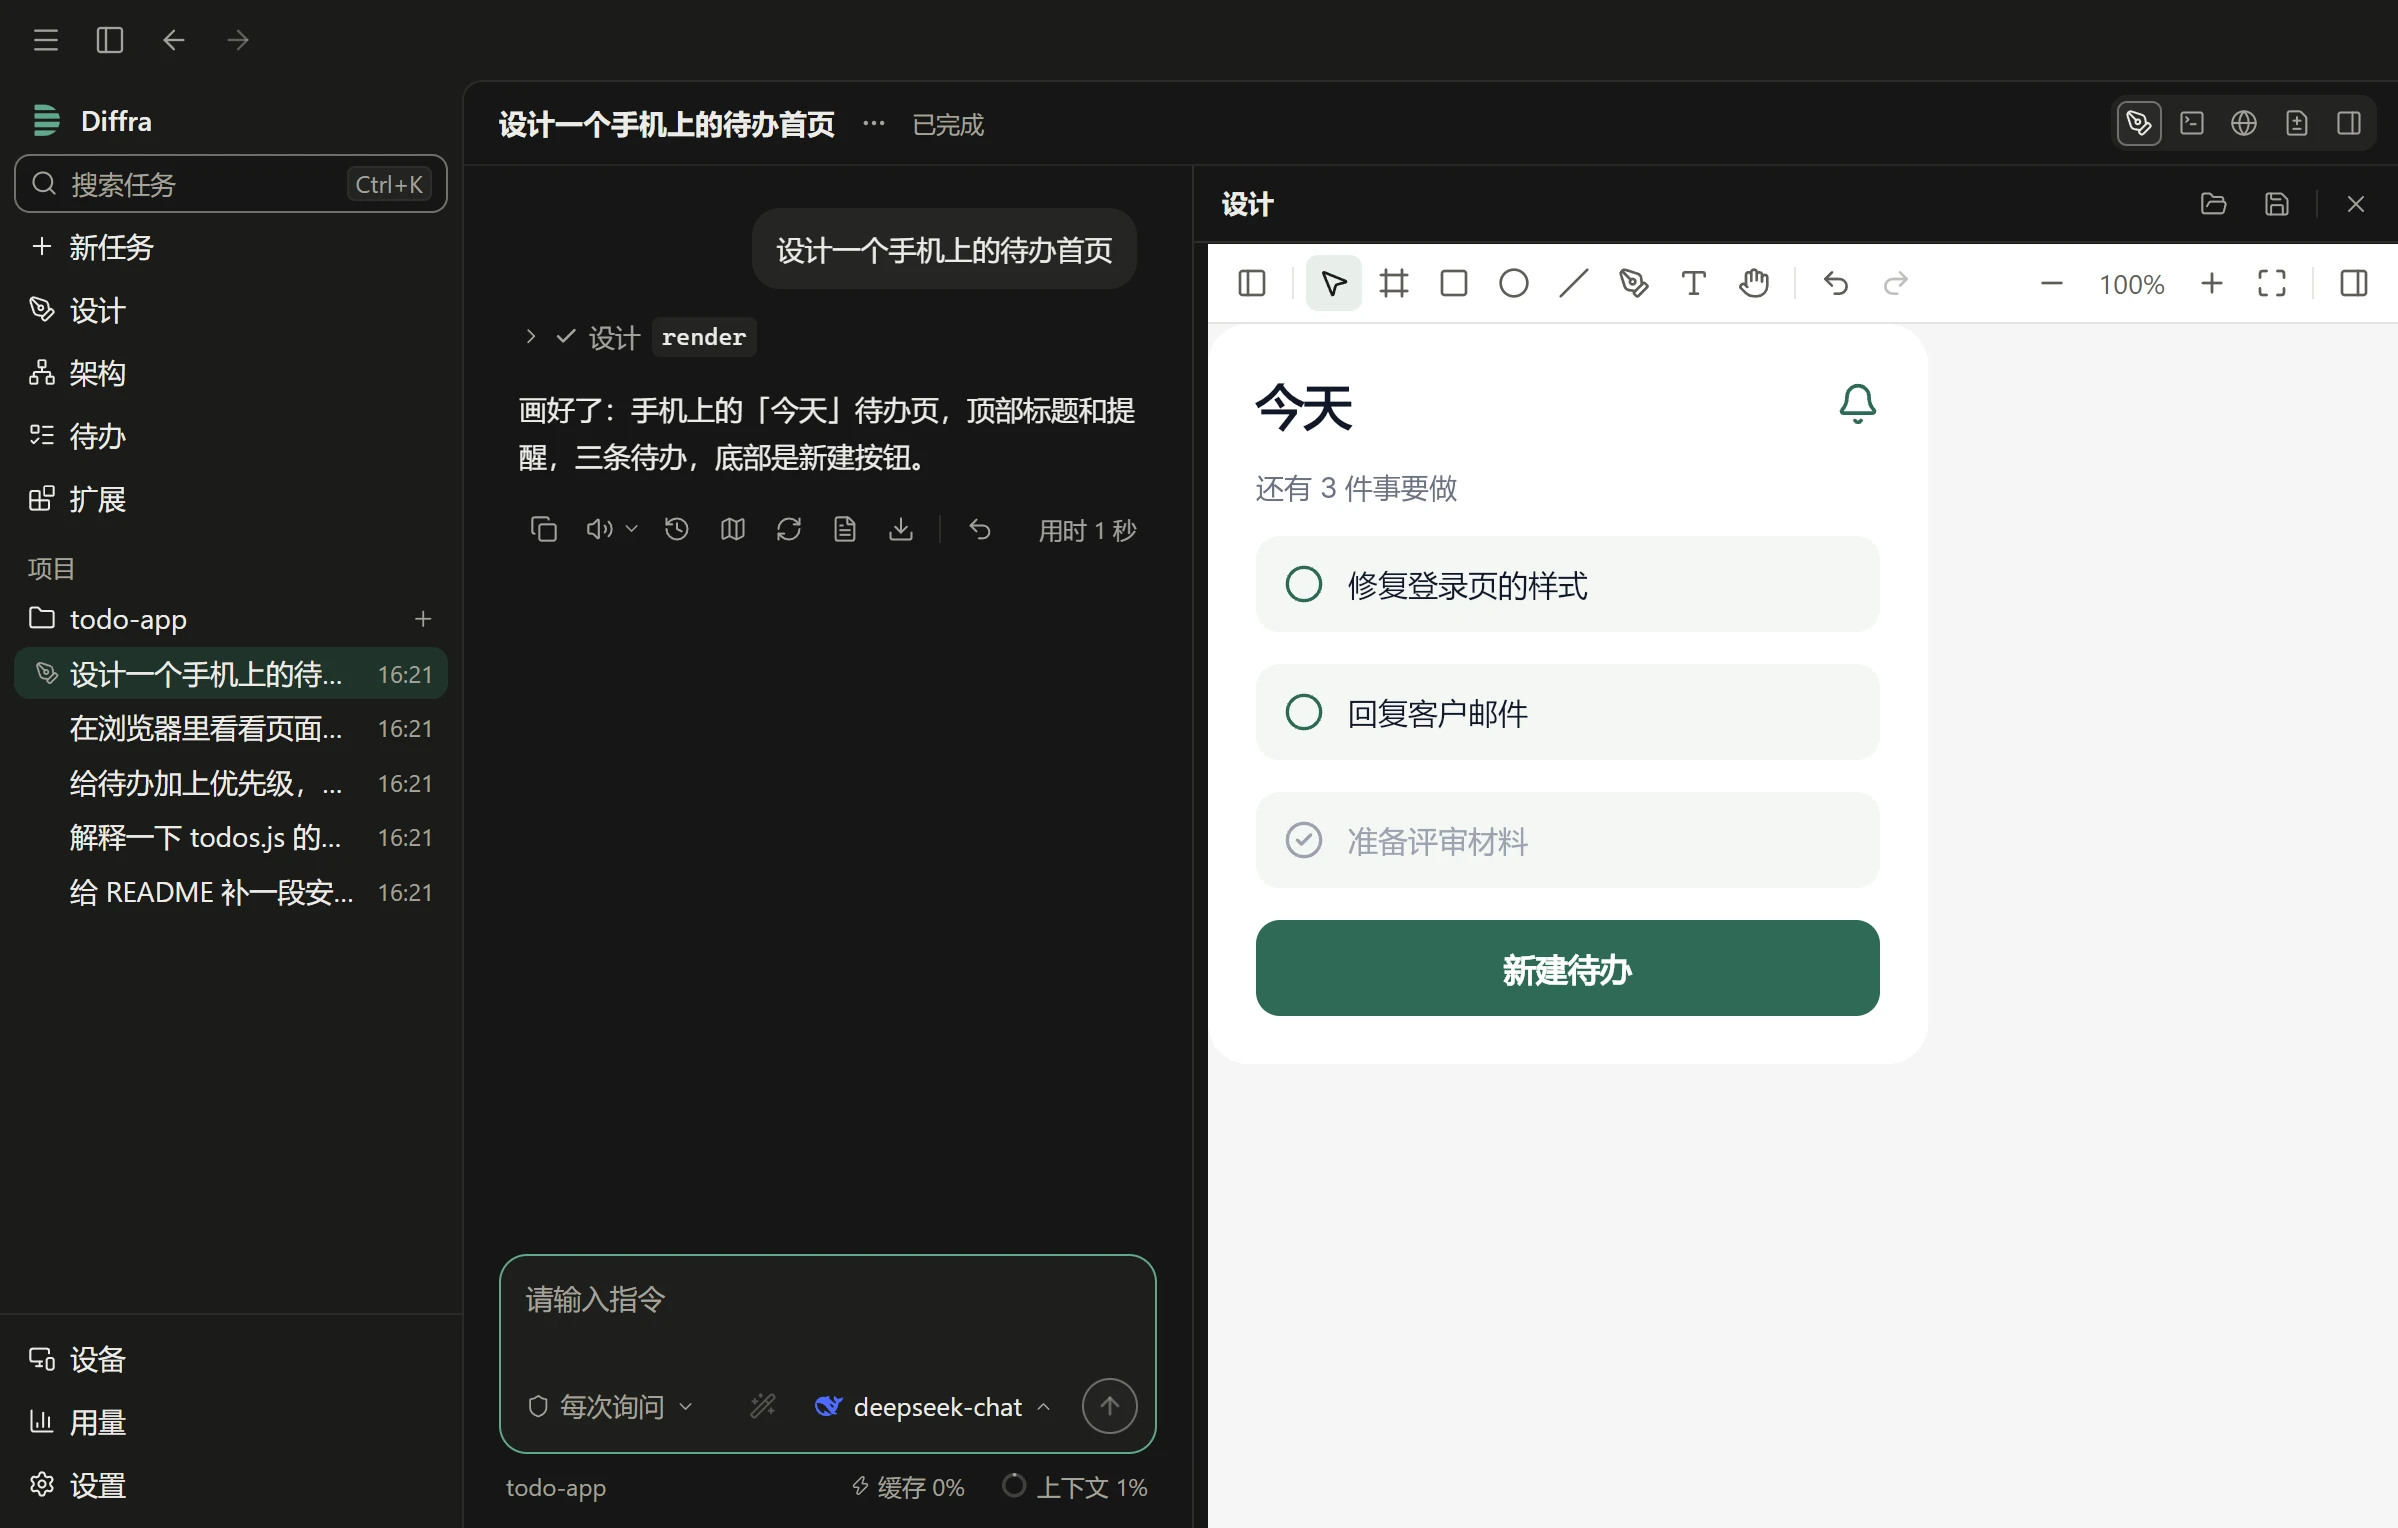 Diffra
搜索任务 Ctrl+K
新任务
设计
架构
待办
扩展
项目
todo-app
设计一个手机上的待... 16:21
在浏览器里看看页面... 16:21
给待办加上优先级，... 16:21
解释一下 todos.js 的... 16:21
给 README 补一段安... 16:21
设备
用量
设置
设计一个手机上的待办首页 ··· 已完成
设计一个手机上的待办首页
设计 render
画好了：手机上的「今天」待办页，顶部标题和提
醒，三条待办，底部是新建按钮。
用时 1 秒
请输入指令
每次询问 deepseek-chat
todo-app 缓存 0% 上下文 1%
设计
100%
今天
还有 3 件事要做
修复登录页的样式
回复客户邮件
准备评审材料
新建待办